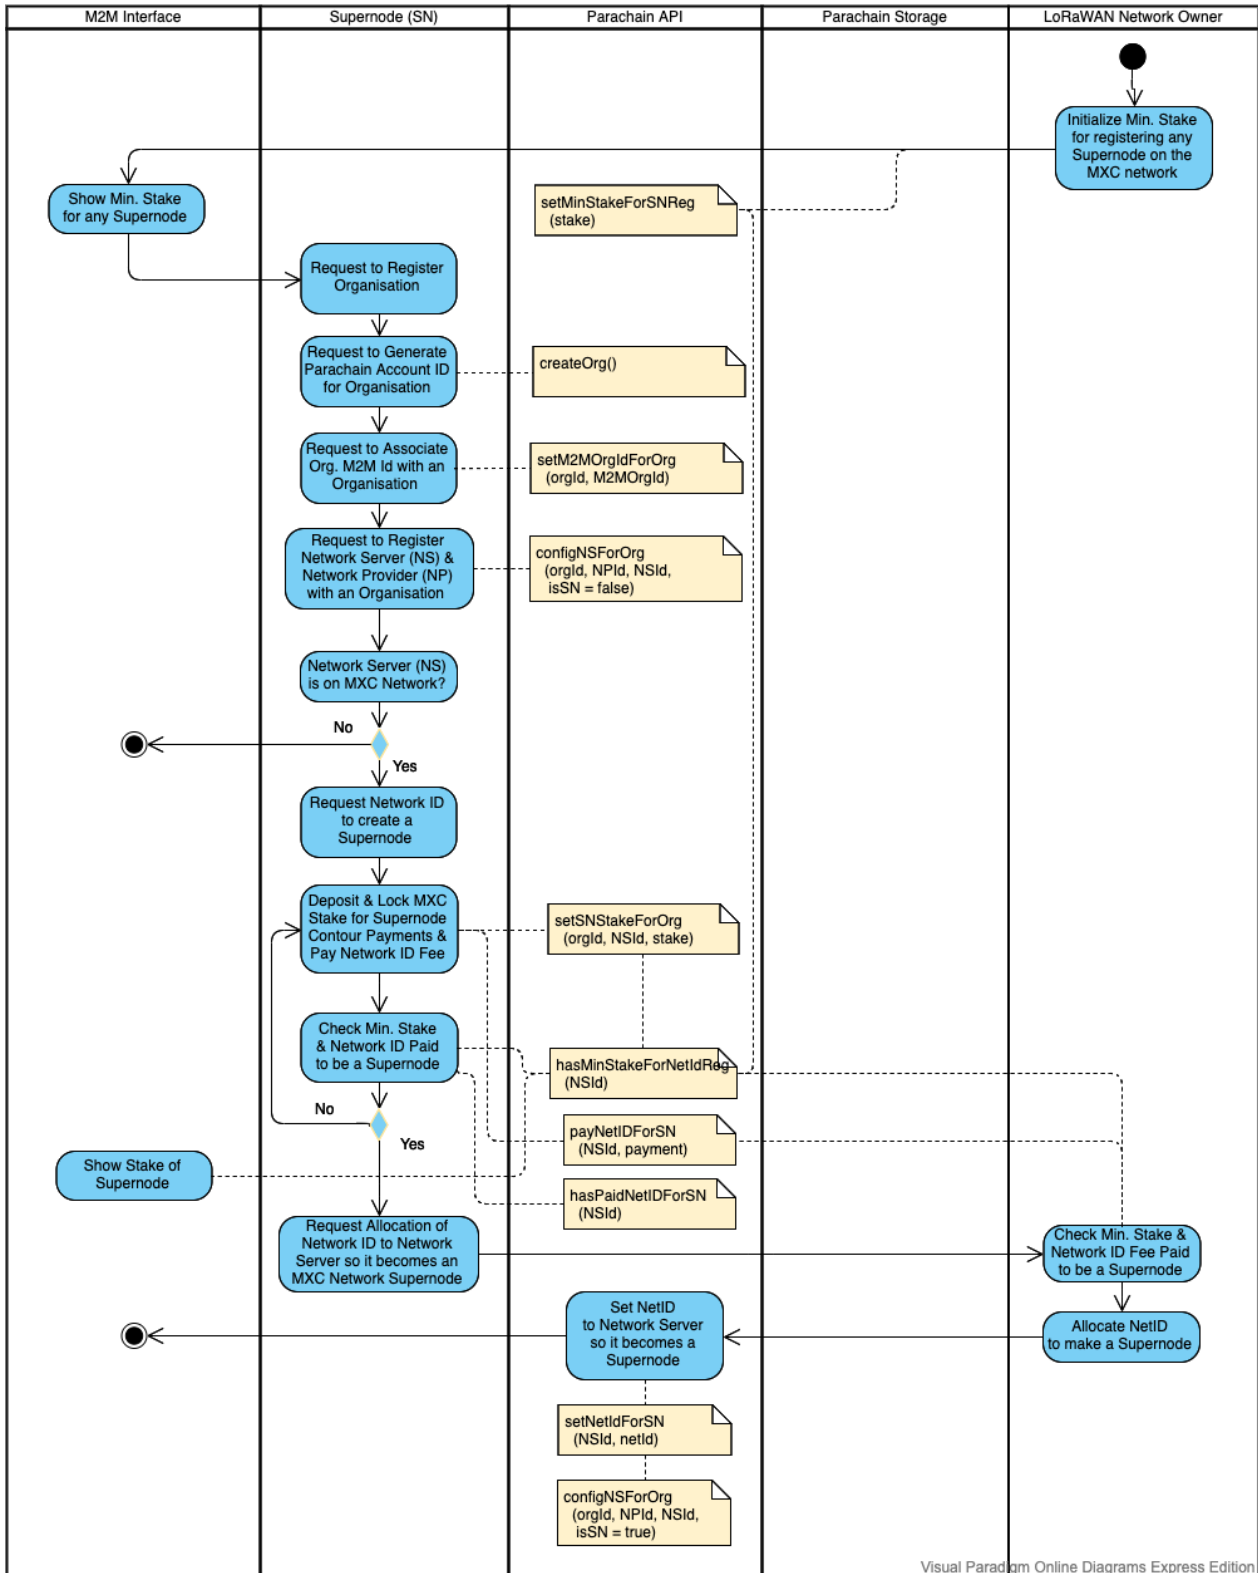 M2M Interface
Supernode (SN)
Parachain API
Parachain Storage
LoRaWAN Network Owner
Initialize Min. Stake
for registering any
Supernode on the
MXC network
Show Min. Stake
for any Supernode
setMinStakeForSNReg
(stake)
Request to Register
Organisation
Request to Generate
Parachain Account ID
for Organisation
createOrg()
Request to Associate
Org. M2M Id with an
Organisation
setM2MOrgIdForOrg
(orgId, M2MOrgId)
Request to Register
Network Server (NS) &
Network Provider (NP)
with an Organisation
configNSForOrg
(orgId, NPId, NSId,
isSN = false)
Network Server (NS)
is on MXC Network?
No
Yes
Request Network ID
to create a
Supernode
Deposit & Lock MXC
Stake for Supernode
Contour Payments &
Pay Network ID Fee
setSNStakeForOrg
(orgId, NSId, stake)
Check Min. Stake
& Network ID Paid
to be a Supernode
hasMinStakeForNetIdReg
(NSId)
No
Yes
payNetIDForSN
(NSId, payment)
Show Stake of
Supernode
hasPaidNetIDForSN
(NSId)
Request Allocation of
Network ID to Network
Server so it becomes an
MXC Network Supernode
Check Min. Stake &
Network ID Fee Paid
to be a Supernode
Set NetID
to Network Server
so it becomes a
Supernode
Allocate NetID
to make a Supernode
setNetIdForSN
(NSId, netId)
configNSForOrg
(orgId, NPId, NSId,
isSN = true)
Visual Paradigm Online Diagrams Express Edition